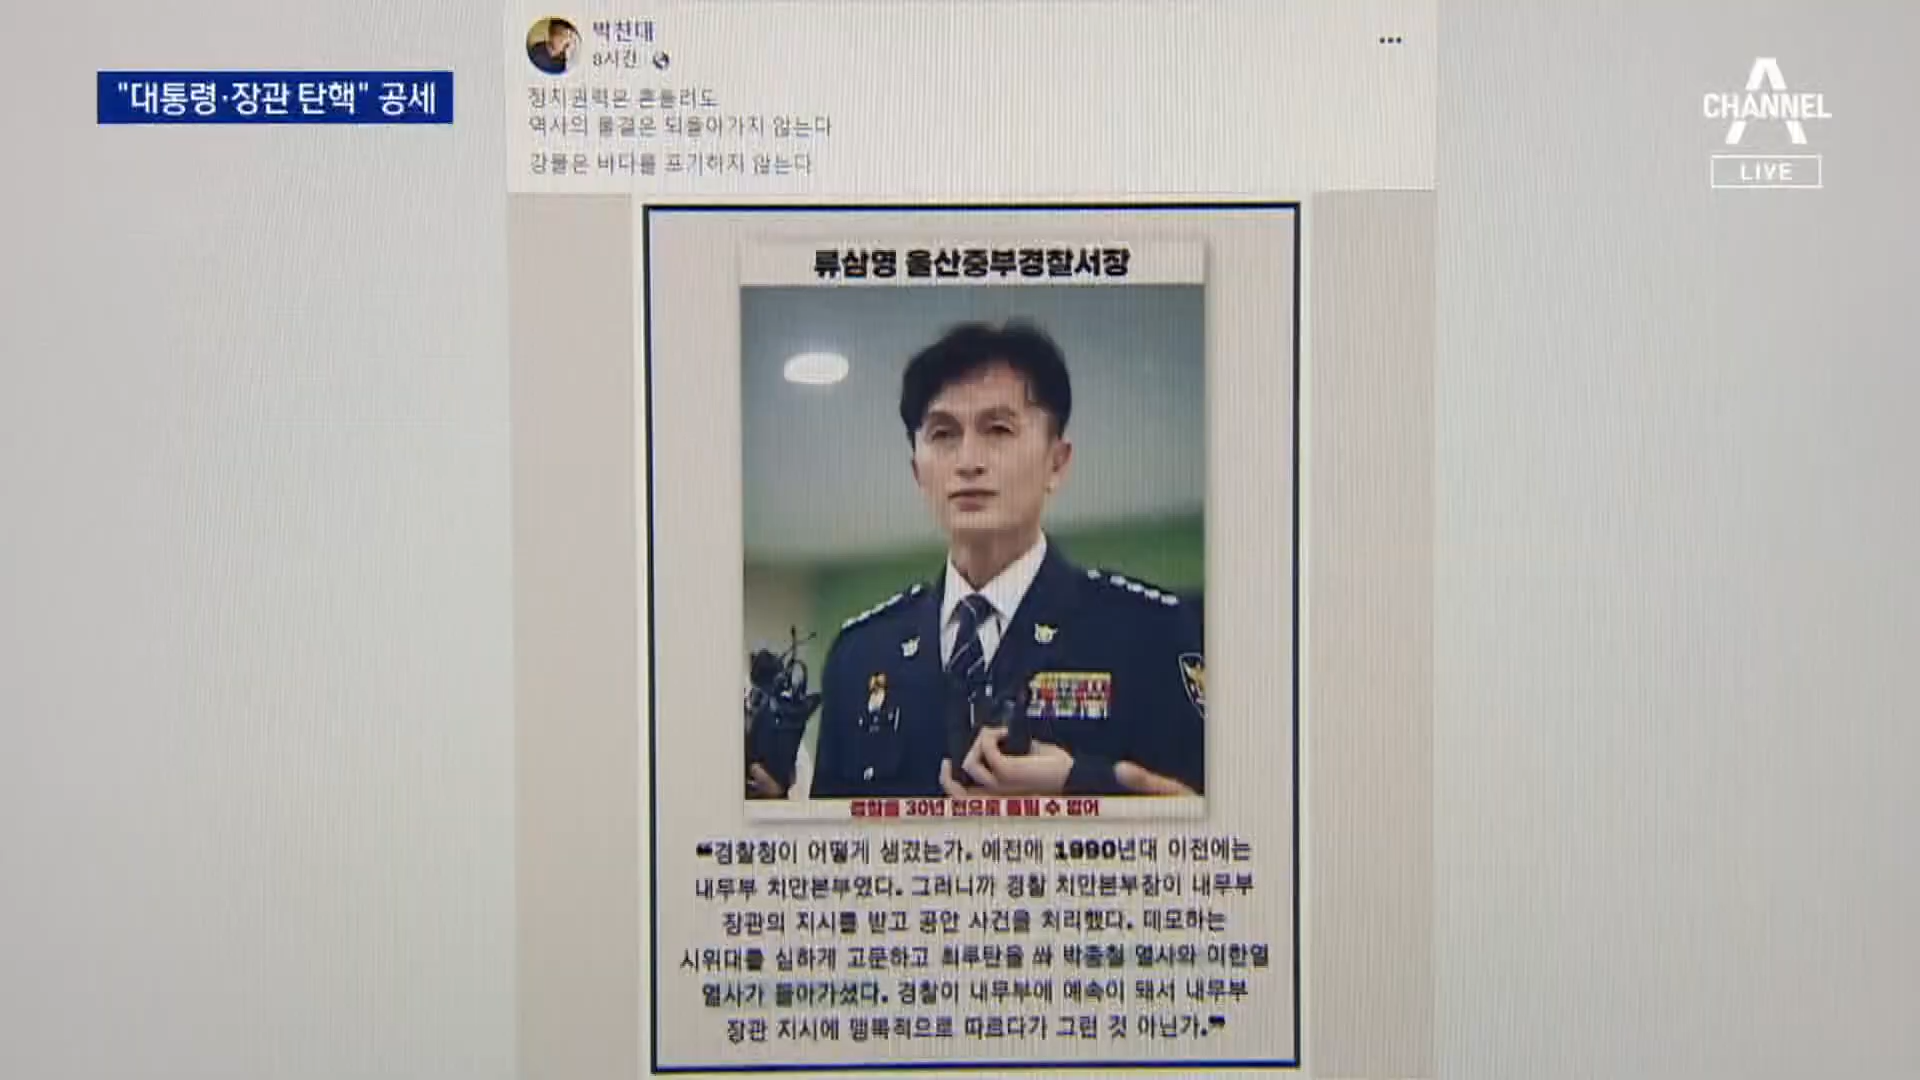 "대통령·장관 탄핵" 공세
CHANNEL A
LIVE
박천대
8시간
정치권력은 흔들려도
역사의 물결은 되돌아가지 않는다
강물은 바다를 포기하지 않는다
류삼영 울산중부경찰서장
경찰을 30년 전으로 돌릴 수 없어
❝경찰청이 어떻게 생겼는가. 예전에 1990년대 이전에는
내무부 치안본부였다. 그러니까 경찰 치안본부장이 내무부
장관의 지시를 받고 공안 사건을 처리했다. 데모하는
시위대를 심하게 고문하고 최루탄을 쏴 박종철 열사와 이한열
열사가 돌아가셨다. 경찰이 내무부에 예속이 돼서 내무부
장관 지시에 맹목적으로 따르다가 그런 것 아닌가.❞